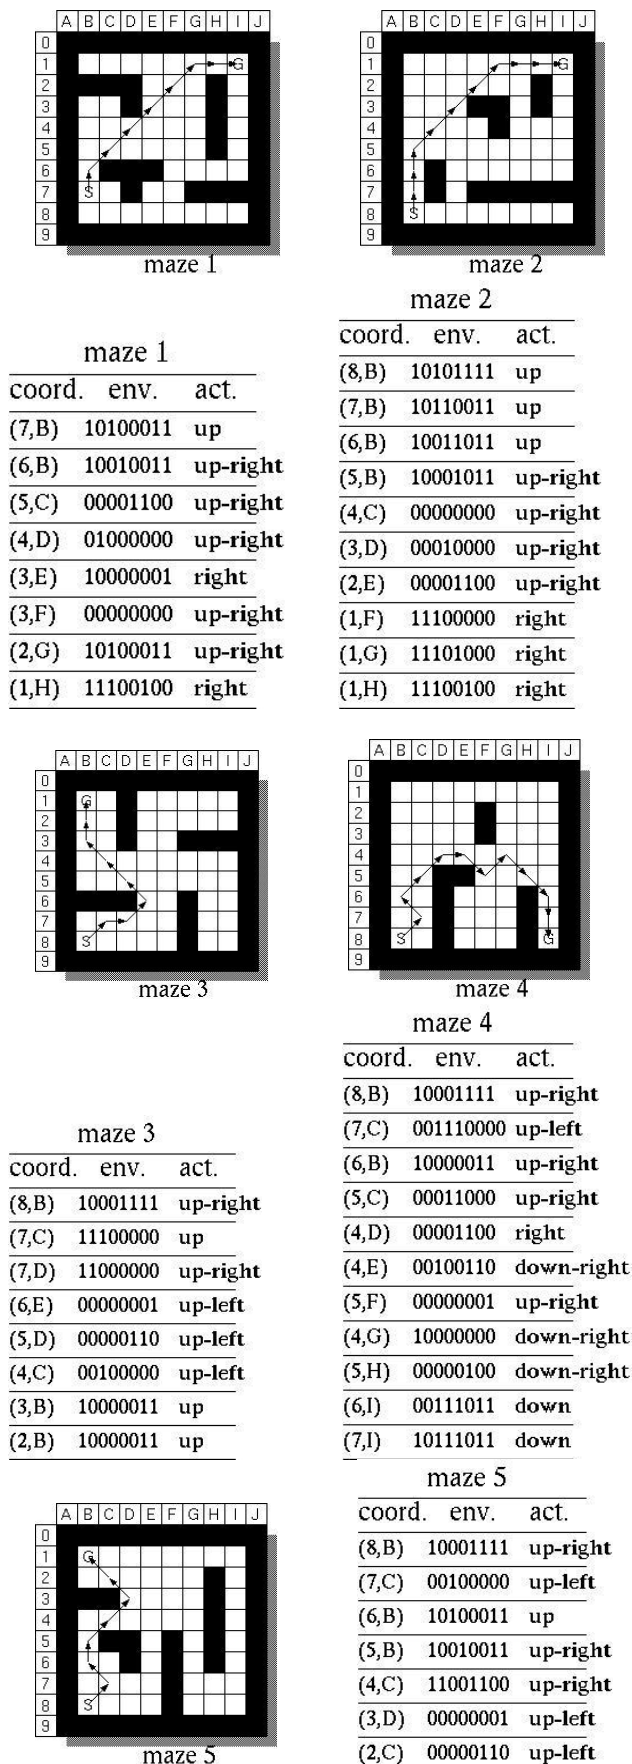 A B C D E F G H I J
0
1 G
2
3
4
5
6
7 S
8
9
maze 1
A B C D E F G H I J
0
1 G
2
3
4
5
6
7
8 S
9
maze 2
maze 1
coord. env. act.
(7,B) 10100011 up
(6,B) 10010011 up-right
(5,C) 00001100 up-right
(4,D) 01000000 up-right
(3,E) 10000001 right
(3,F) 00000000 up-right
(2,G) 10100011 up-right
(1,H) 11100100 right
maze 2
coord. env. act.
(8,B) 10101111 up
(7,B) 10110011 up
(6,B) 10011011 up
(5,B) 10001011 up-right
(4,C) 00000000 up-right
(3,D) 00010000 up-right
(2,E) 00001100 up-right
(1,F) 11100000 right
(1,G) 11101000 right
(1,H) 11100100 right
A B C D E F G H I J
0
1 G
2
3
4
5
6
7
8 S
9
maze 3
A B C D E F G H I J
0
1
2
3
4
5
6
7
8 S G
9
maze 4
maze 3
coord. env. act.
(8,B) 10001111 up-right
(7,C) 11100000 up
(7,D) 11000000 up-right
(6,E) 00000001 up-left
(5,D) 00000110 up-left
(4,C) 00100000 up-left
(3,B) 10000011 up
(2,B) 10000011 up
maze 4
coord. env. act.
(8,B) 10001111 up-right
(7,C) 001110000 up-left
(6,B) 10000011 up-right
(5,C) 00011000 up-right
(4,D) 00001100 right
(4,E) 00100110 down-right
(5,F) 00000001 up-right
(4,G) 10000000 down-right
(5,H) 00000100 down-right
(6,I) 00111011 down
(7,I) 10111011 down
A B C D E F G H I J
0
1 G
2
3
4
5
6
7
8 S
9
maze 5
maze 5
coord. env. act.
(8,B) 10001111 up-right
(7,C) 00100000 up-left
(6,B) 10100011 up
(5,B) 10010011 up-right
(4,C) 11001100 up-right
(3,D) 00000001 up-left
(2,C) 00000110 up-left